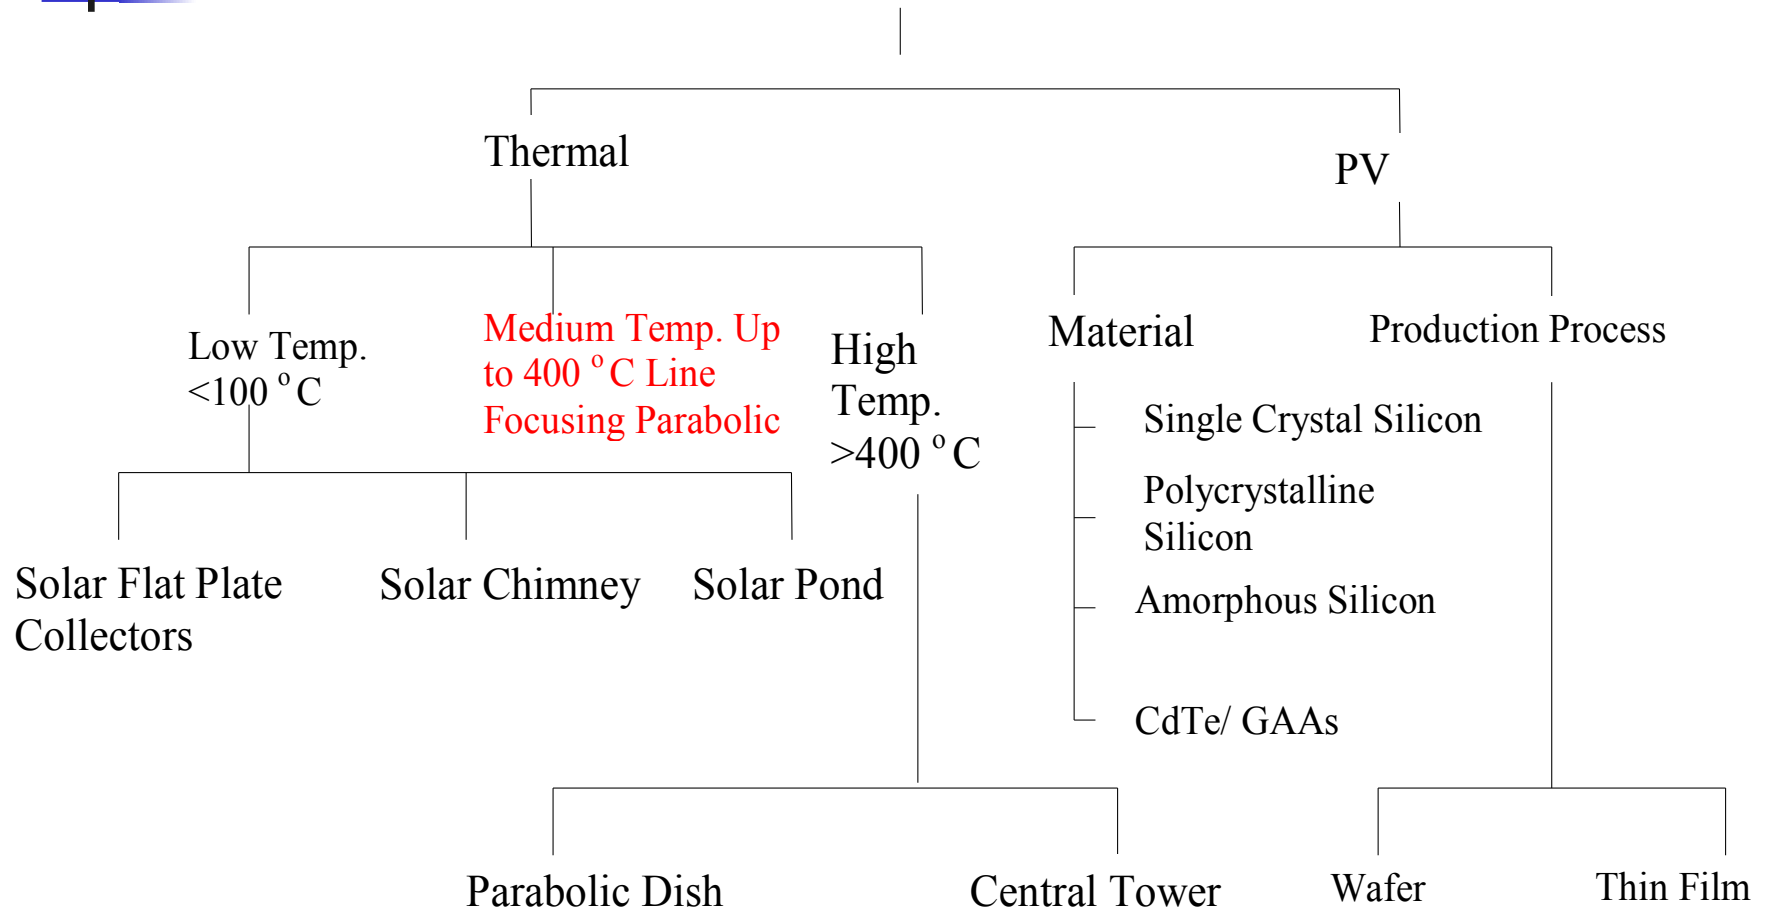 Thermal
PV
Low Temp.
<100 °C
Medium Temp. Up
to 400 °C Line
Focusing Parabolic
High
Temp.
>400 °C
Material
Production Process
Single Crystal Silicon
Polycrystalline
Silicon
Amorphous Silicon
CdTe/ GAAs
Solar Flat Plate
Collectors
Solar Chimney
Solar Pond
Parabolic Dish
Central Tower
Wafer
Thin Film